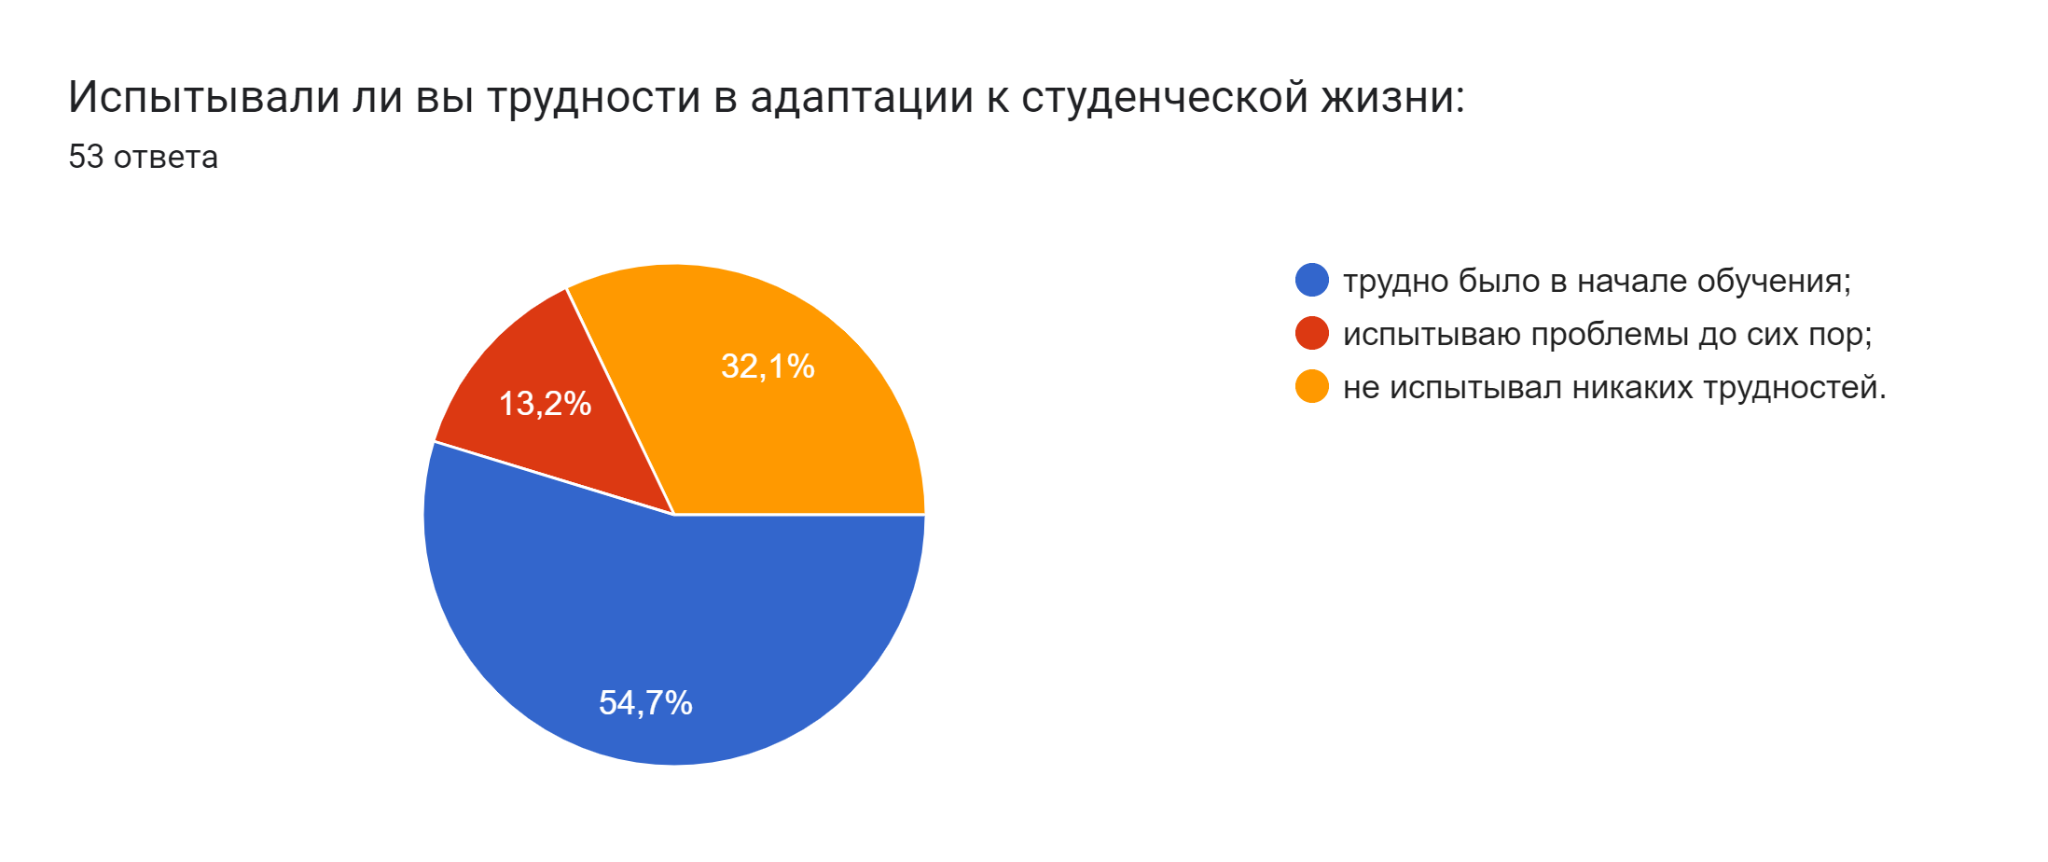 Испытывали ли вы трудности в адаптации к студенческой жизни:
53 ответа
трудно было в начале обучения;
испытываю проблемы до сих пор;
не испытывал никаких трудностей.
32,1%
13,2%
54,7%